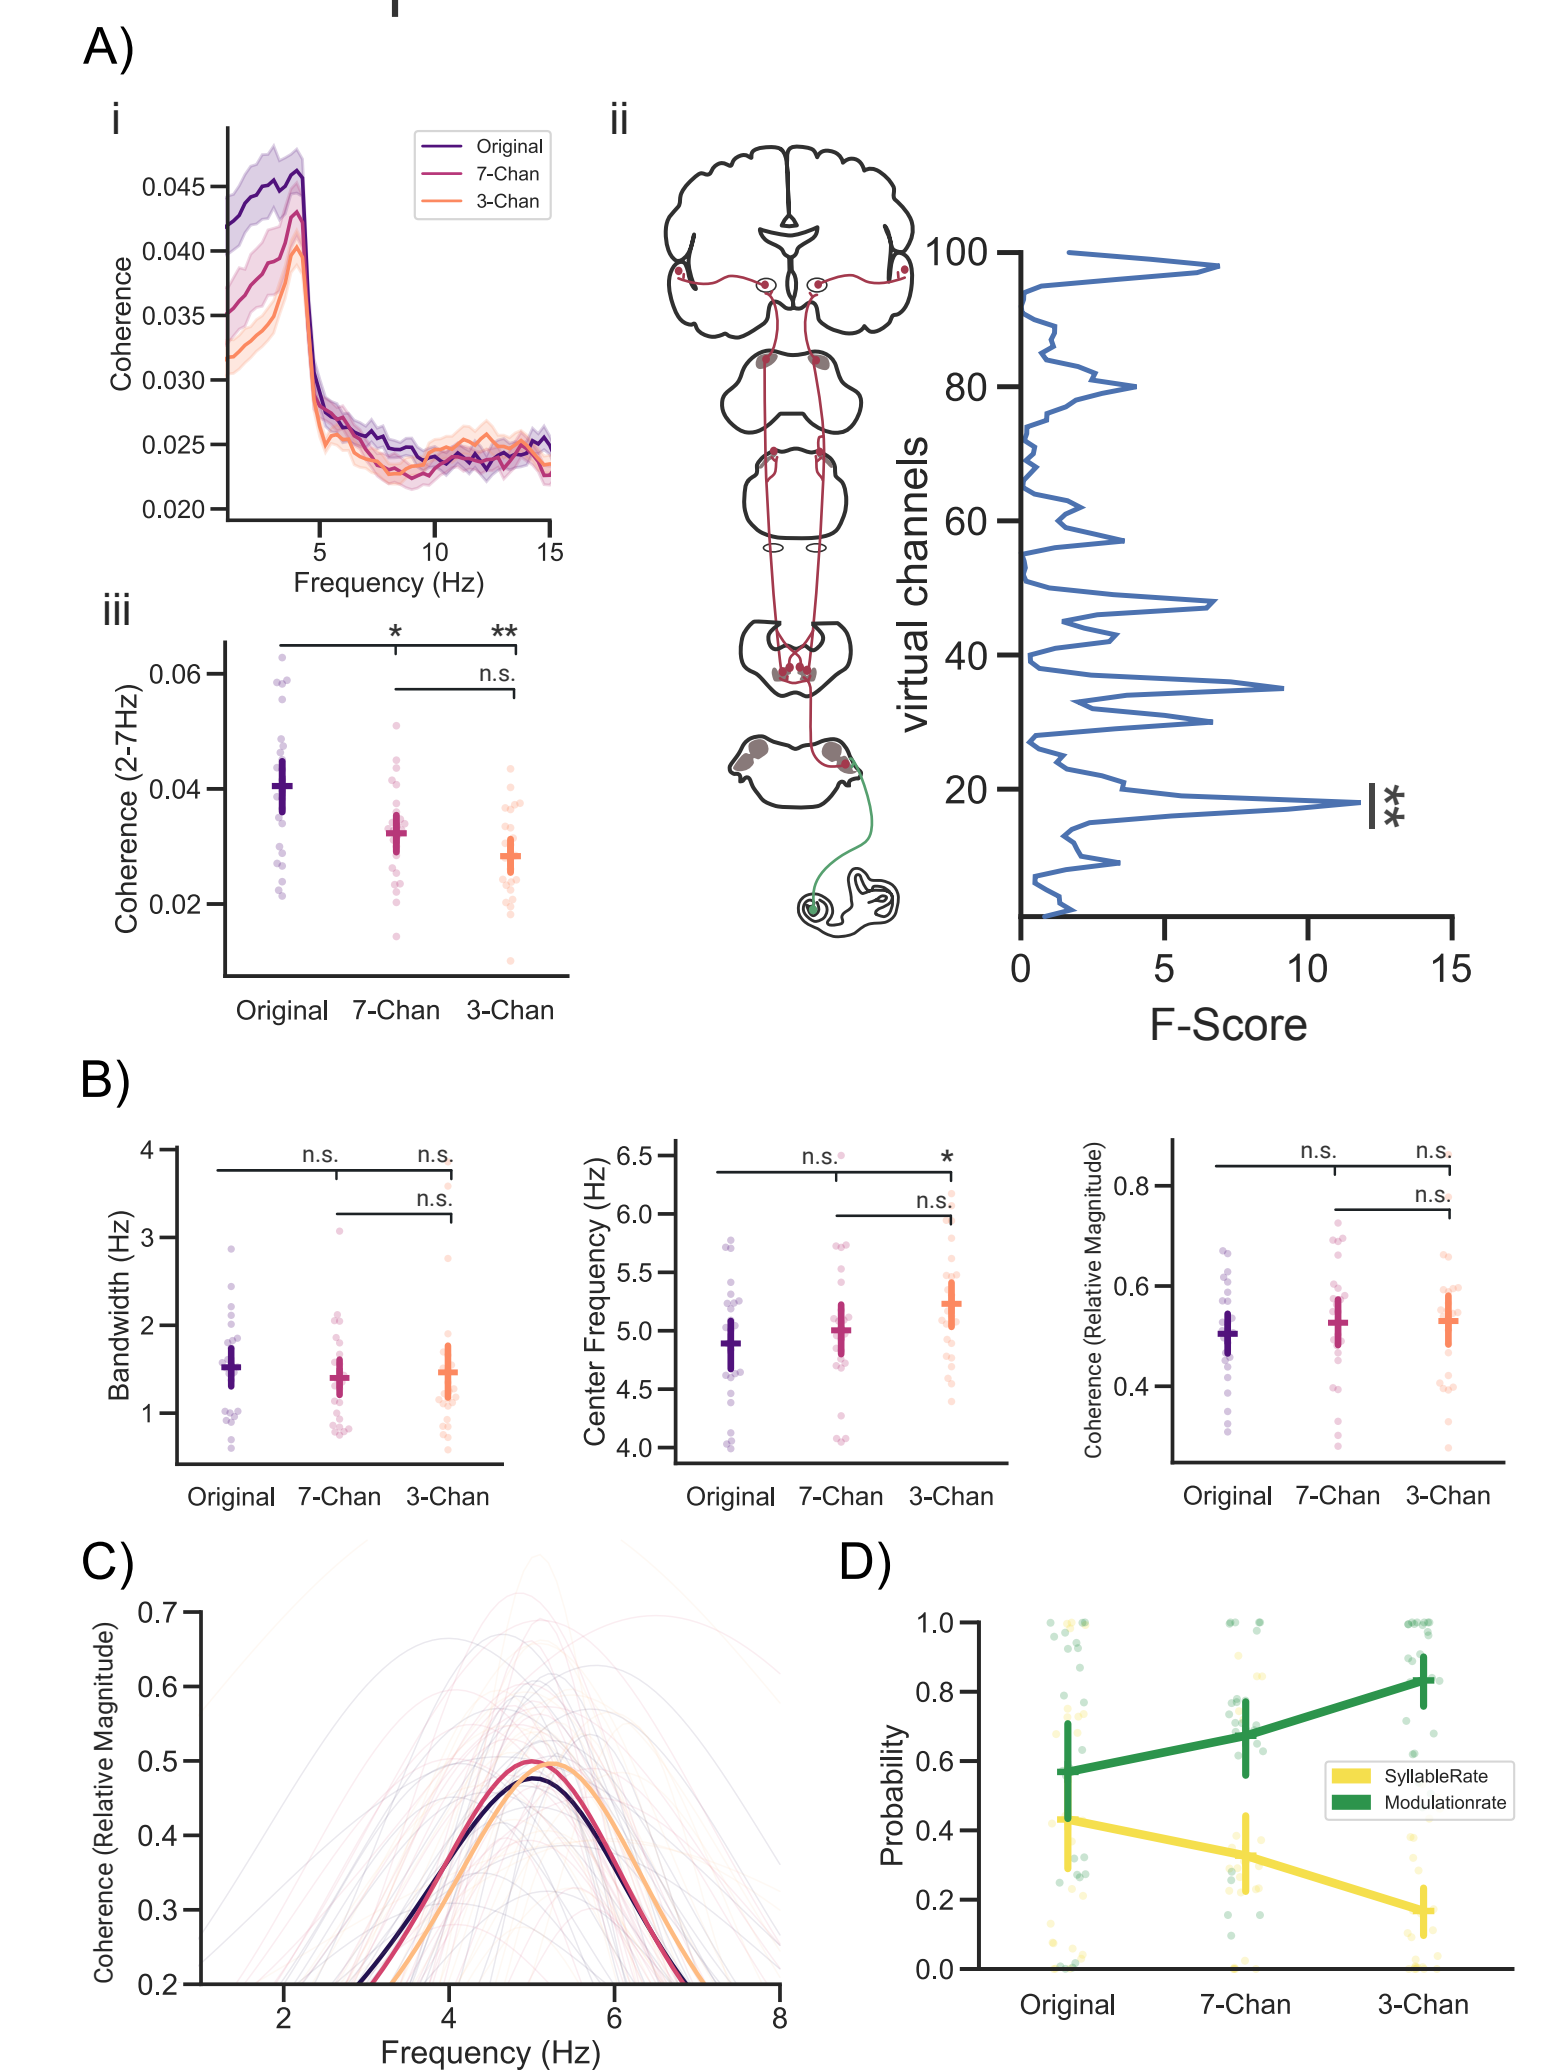 A)
i
Original
7-Chan
3-Chan
0.045
0.040
0.035
0.030
0.025
0.020
Coherence
5
10
15
Frequency (Hz)
ii
100
80
60
40
20
virtual channels
**
0
5
10
15
F-Score
iii
*
**
n.s.
0.06
0.04
0.02
Coherence (2-7Hz)
Original
7-Chan
3-Chan
B)
n.s.
n.s.
n.s.
4
3
2
1
Bandwidth (Hz)
Original
7-Chan
3-Chan
n.s.
*
n.s.
6.5
6.0
5.5
5.0
4.5
4.0
Center Frequency (Hz)
Original
7-Chan
3-Chan
n.s.
n.s.
n.s.
0.8
0.6
0.4
Coherence (Relative Magnitude)
Original
7-Chan
3-Chan
C)
0.7
0.6
0.5
0.4
0.3
0.2
Coherence (Relative Magnitude)
2
4
6
8
Frequency (Hz)
D)
1.0
0.8
0.6
0.4
0.2
0.0
Probability
SyllableRate
Modulationrate
Original
7-Chan
3-Chan